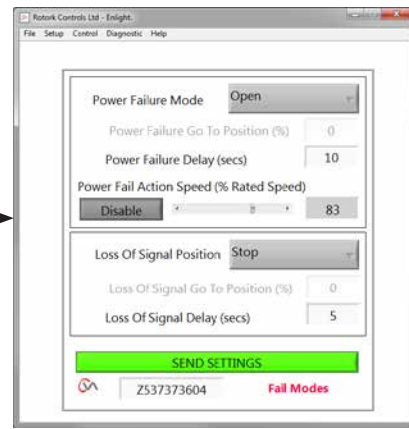 Rotork Controls Ltd - Enlight.
File Setup Control Diagnostic Help
Power Failure Mode Open
Power Failure Go To Position (%) 0
Power Failure Delay (secs) 10
Power Fail Action Speed (% Rated Speed)
Disable 83
Loss Of Signal Position Stop
Loss Of Signal Go To Position (%) 0
Loss Of Signal Delay (secs) 5
SEND SETTINGS
Z537373604 Fail Modes